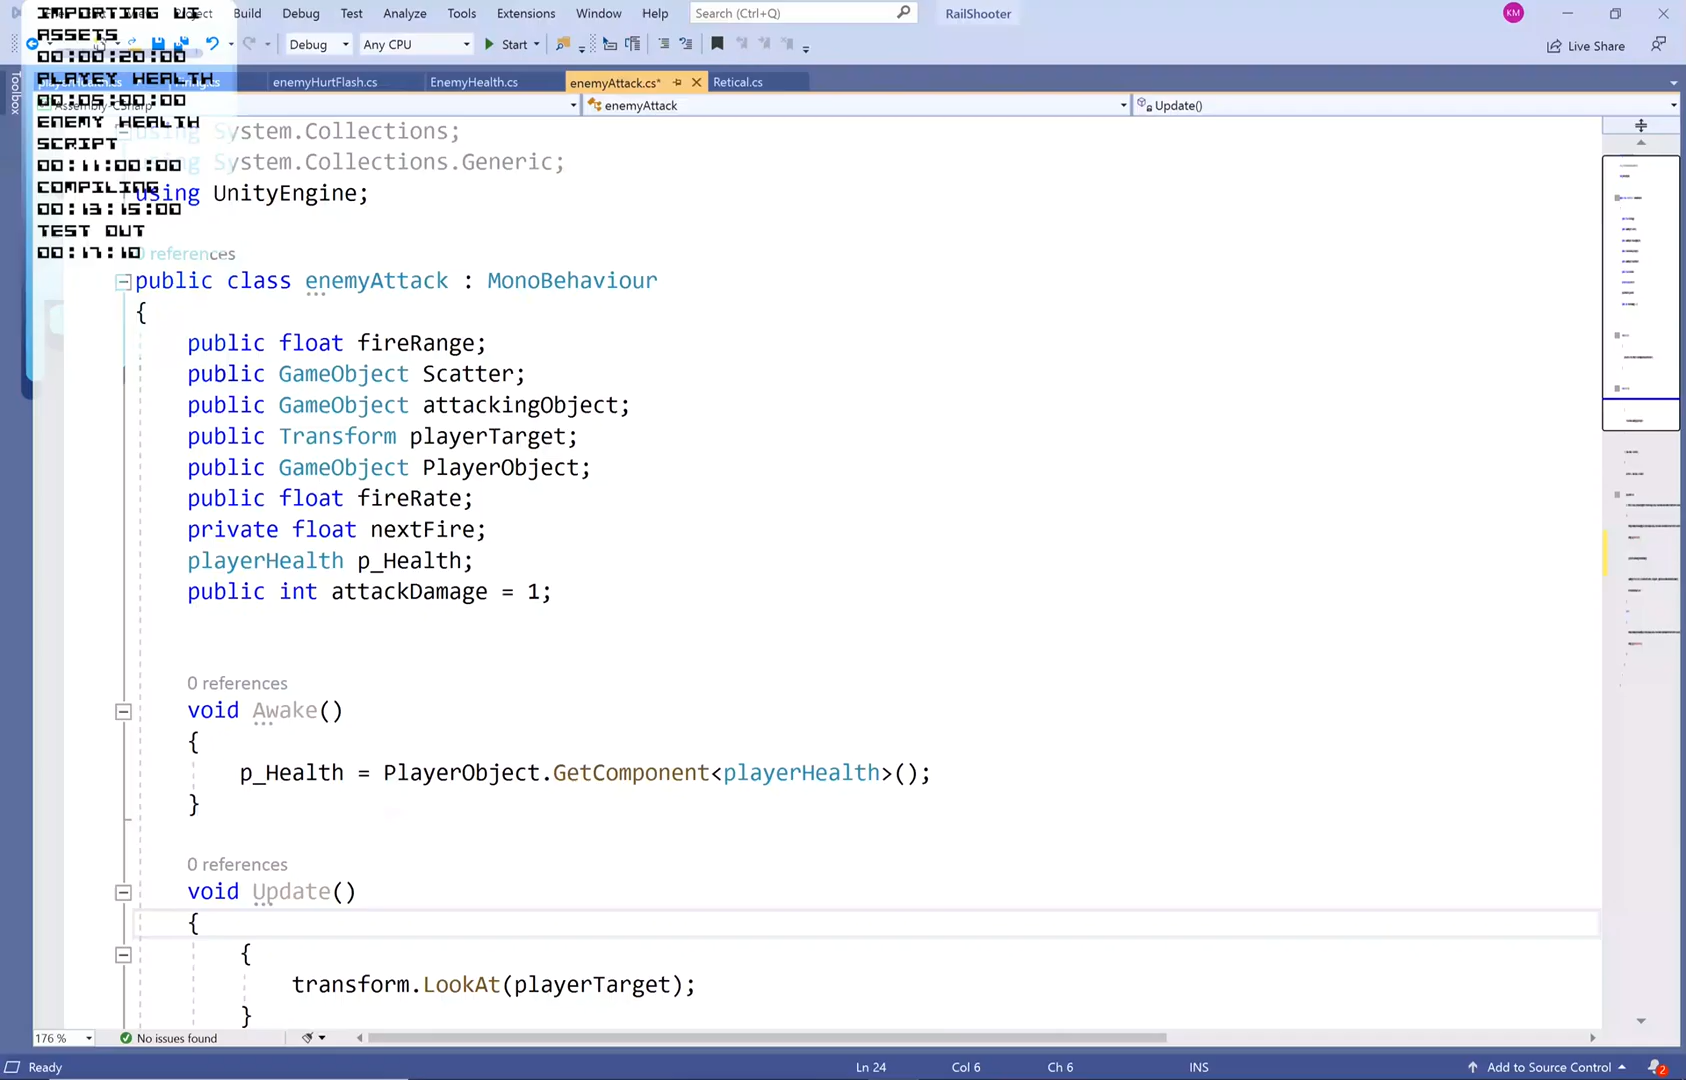 IMPORTING UI
ASSETS
00:00:20:00
PLAYEY HEALTH
00:05:00:00
ENEMY HEALTH
SCRIPT
00:11:00:00
COMPILING
00:13:15:00
TEST OUT
00:17:10
Build Debug Test Analyze Tools Extensions Window Help Search (Ctrl+Q) RailShooter KM
Debug Any CPU Start Live Share
Toolbox
enemyHurtFlash.cs EnemyHealth.cs enemyAttack.cs* Retical.cs
enemyAttack Update()
using System.Collections;
using System.Collections.Generic;
using UnityEngine;
0 references
public class enemyAttack : MonoBehaviour
{
public float fireRange;
public GameObject Scatter;
public GameObject attackingObject;
public Transform playerTarget;
public GameObject PlayerObject;
public float fireRate;
private float nextFire;
playerHealth p_Health;
public int attackDamage = 1;
0 references
void Awake()
{
p_Health = PlayerObject.GetComponent<playerHealth>();
}
0 references
void Update()
{
{
transform.LookAt(playerTarget);
}
176 % No issues found
Ready Ln 24 Col 6 Ch 6 INS Add to Source Control 2